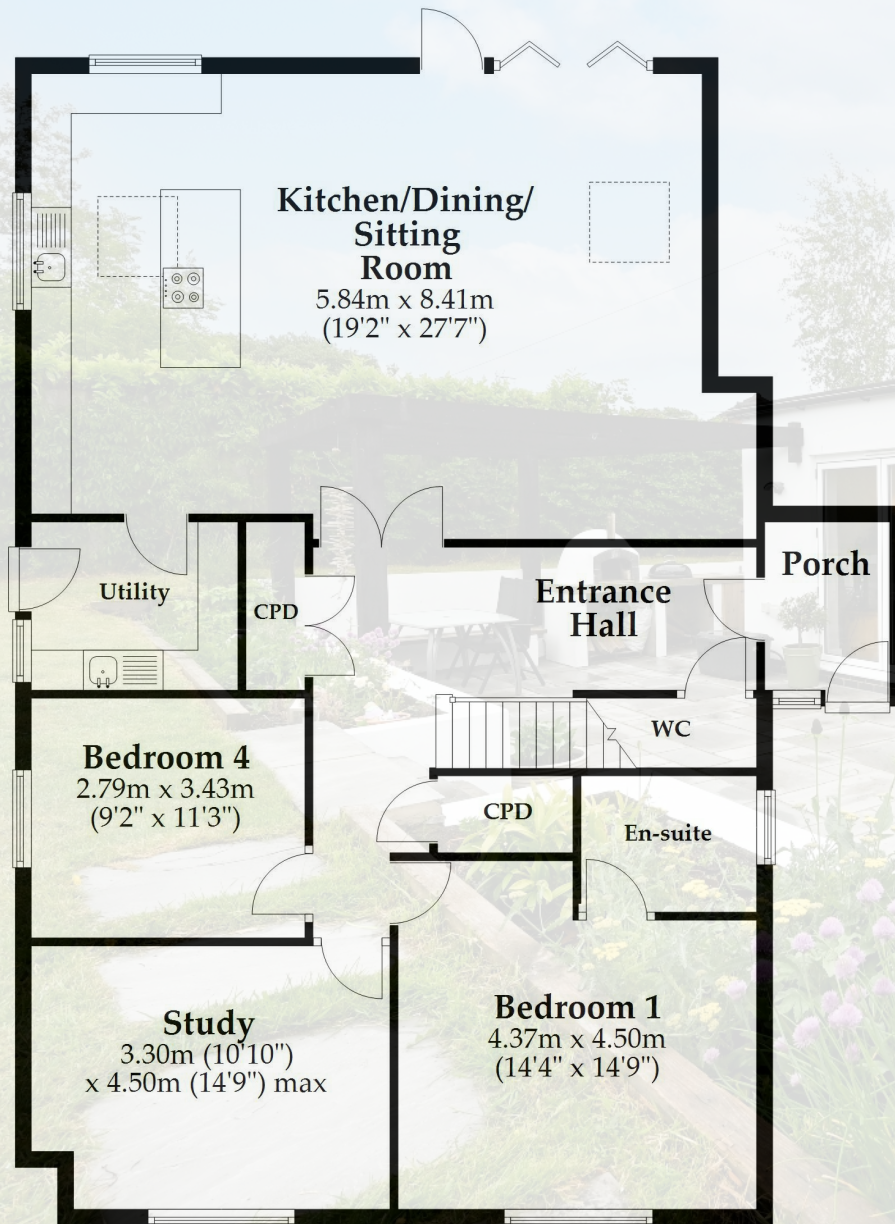 Kitchen/Dining/
Sitting
Room
5.84m x 8.41m
(19'2" x 27'7")
Porch
Utility
CPD
Entrance
Hall
WC
Bedroom 4
2.79m x 3.43m
(9'2" x 11'3")
CPD
En-suite
Study
3.30m (10'10")
x 4.50m (14'9") max
Bedroom 1
4.37m x 4.50m
(14'4" x 14'9")